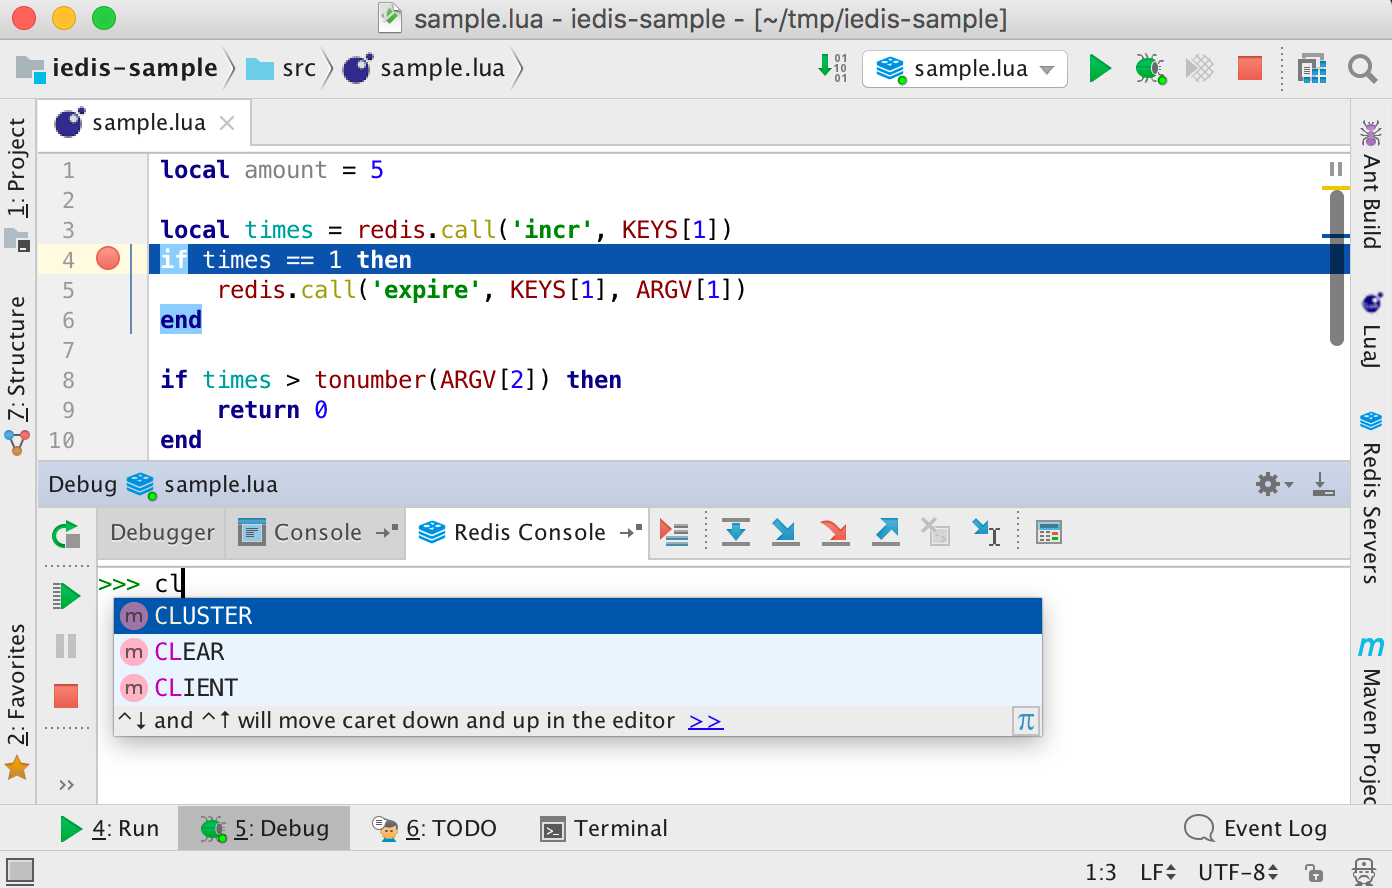 sample.lua - iedis-sample - [~/tmp/iedis-sample]
iedis-sample src sample.lua
01
10
01
sample.lua
sample.lua
1: Project
7: Structure
2: Favorites
1 local amount = 5
2
3 local times = redis.call('incr', KEYS[1])
4 if times == 1 then
5 redis.call('expire', KEYS[1], ARGV[1])
6 end
7
8 if times > tonumber(ARGV[2]) then
9 return 0
10 end
Ant Build
LuaJ
Redis Servers
m
Maven Projec
Debug sample.lua
Debugger Console Redis Console
>>> cl
m CLUSTER
m CLEAR
m CLIENT
^↓ and ^↑ will move caret down and up in the editor >>
π
»
4: Run 5: Debug 6: TODO Terminal Event Log
1:3 LF UTF-8